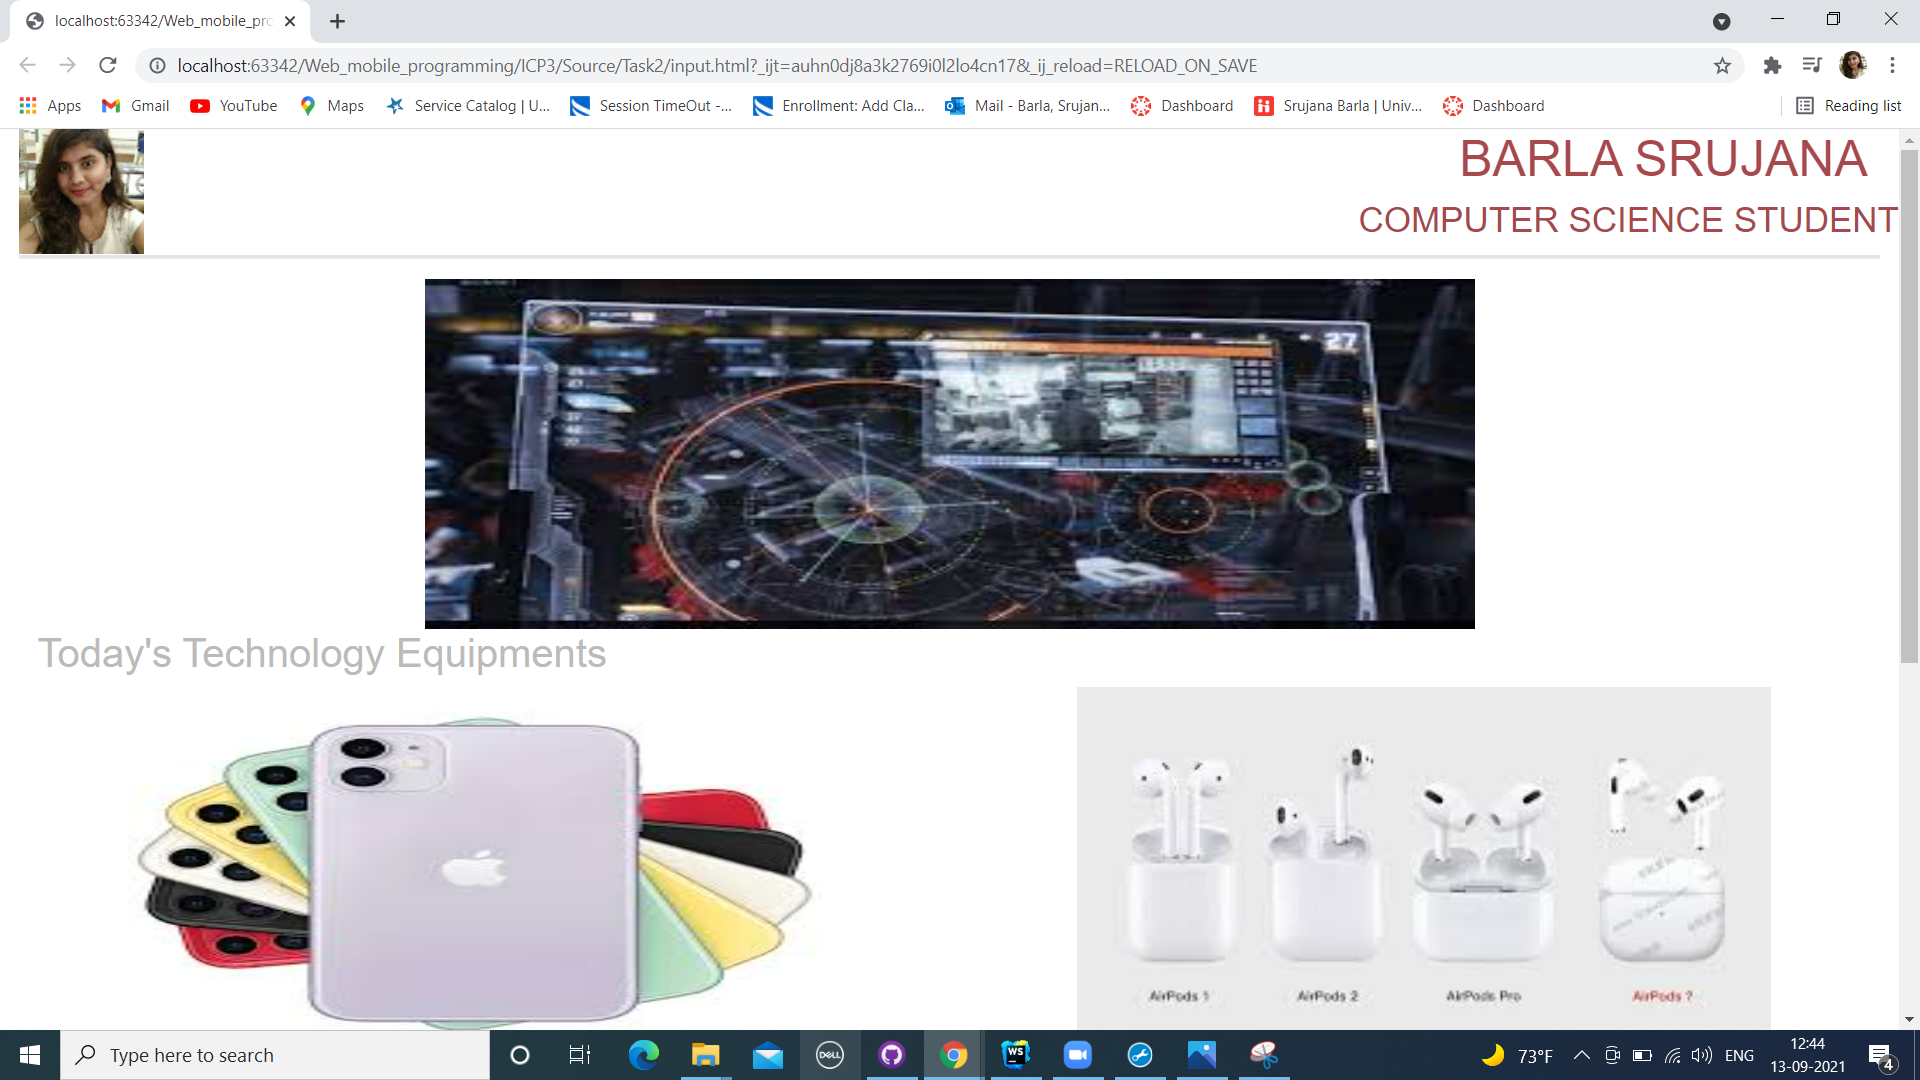 localhost:63342/Web_mobile_pro
localhost:63342/Web_mobile_programming/ICP3/Source/Task2/input.html?_ijt=auhn0dj8a3k2769i0l2lo4cn17&_ij_reload=RELOAD_ON_SAVE
Apps Gmail YouTube Maps Service Catalog | U... Session TimeOut -... Enrollment: Add Cla... Mail - Barla, Srujan... Dashboard Srujana Barla | Univ... Dashboard Reading list
BARLA SRUJANA
COMPUTER SCIENCE STUDENT
27
Today's Technology Equipments
AirPods 1 AirPods 2 AirPods Pro AirPods ?
Type here to search
DELL
WS
73°F
ENG
12:44
13-09-2021
4